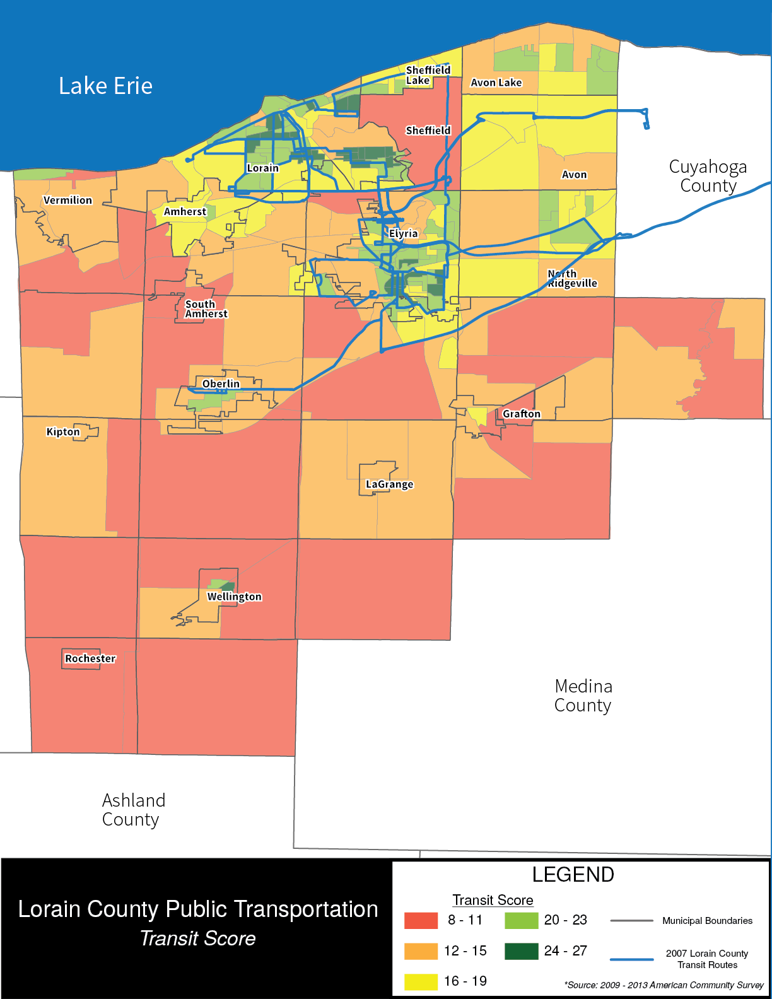 Lake Erie
Sheffield
Lake
Avon Lake
Sheffield
Lorain
Avon
Cuyahoga
County
Vermilion
Amherst
Elyria
North
Ridgeville
South
Amherst
Oberlin
Grafton
Kipton
LaGrange
Wellington
Rochester
Medina
County
Ashland
County
Lorain County Public Transportation
Transit Score
LEGEND
Transit Score
8 - 11
20 - 23
Municipal Boundaries
12 - 15
24 - 27
2007 Lorain County
Transit Routes
16 - 19
*Source: 2009 - 2013 American Community Survey